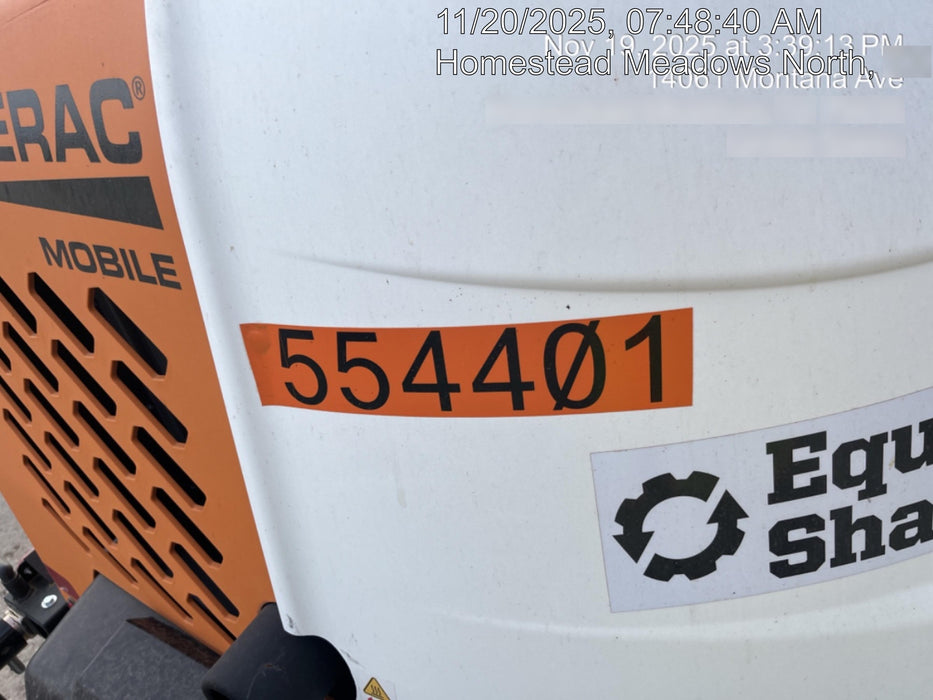 11/20/2025, 07:48:40 AM
Nov 19, 2025 at 3:39:13 PM
Homestead Meadows North,
14061 Montana Ave
ERAC®
MOBILE
5544Ø1
Equ
Sha